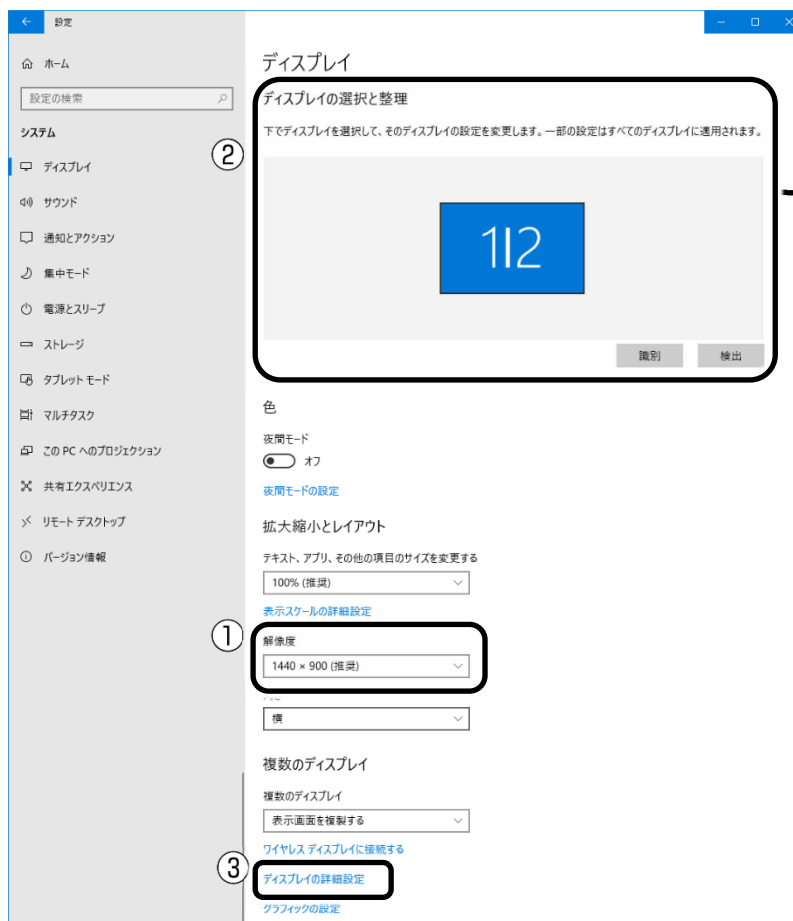 設定
ホーム
設定の検索
システム
ディスプレイ
サウンド
通知とアクション
集中モード
電源とスリープ
ストレージ
タブレット モード
マルチタスク
この PC へのプロジェクション
共有エクスペリエンス
リモート デスクトップ
バージョン情報
ディスプレイ
②
ディスプレイの選択と整理
下でディスプレイを選択して、そのディスプレイの設定を変更します。一部の設定はすべてのディスプレイに適用されます。
1|2
識別 検出
色
夜間モード
オフ
夜間モードの設定
拡大縮小とレイアウト
テキスト、アプリ、その他の項目のサイズを変更する
100% (推奨)
表示スケールの詳細設定
①
解像度
1440 × 900 (推奨)
横
複数のディスプレイ
複数のディスプレイ
表示画面を複製する
ワイヤレス ディスプレイに接続する
③
ディスプレイの詳細設定
グラフィックの設定